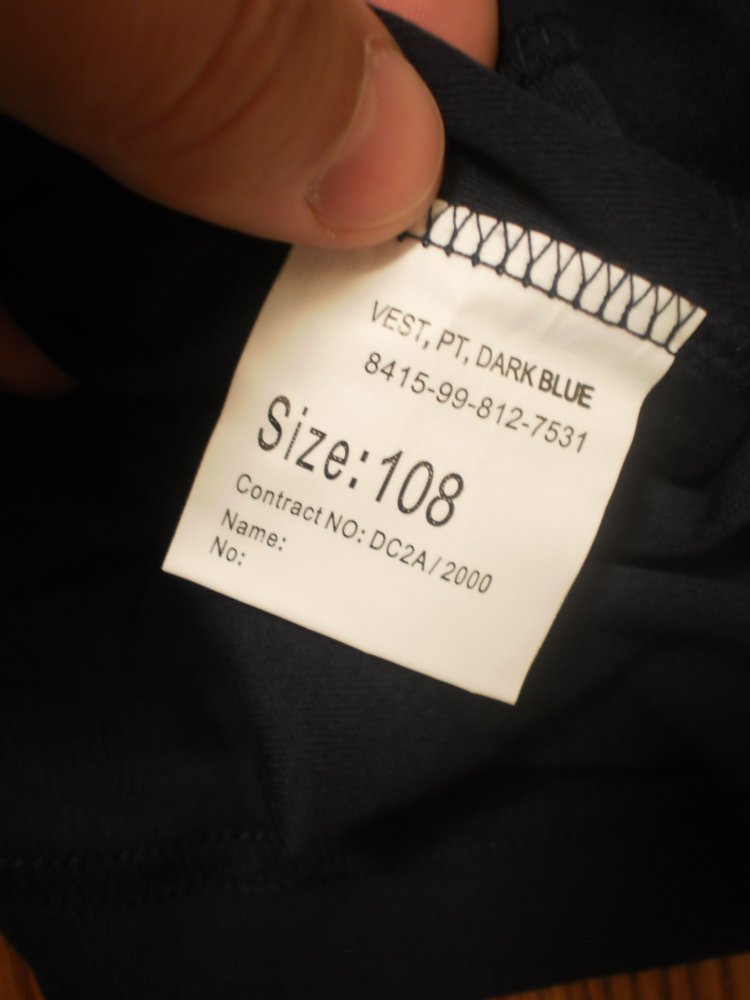 VEST, PT, DARK BLUE
8415-99-812-7531
Size:108
Contract NO: DC2A/2000
Name:
No: